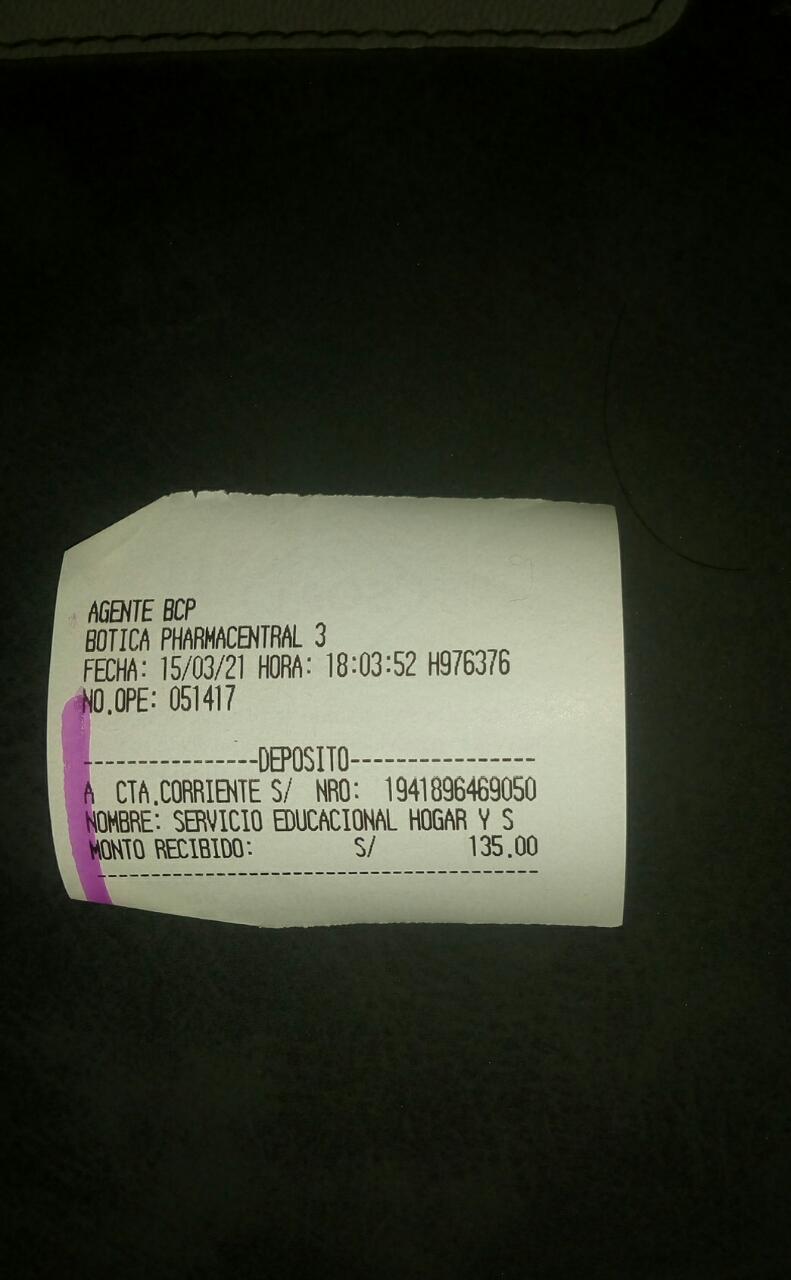 AGENTE BCP
BOTICA PHARMACENTRAL 3
FECHA: 15/03/21 HORA: 18:03:52 H976376
NO.OPE: 051417
----------------DEPOSITO-----------------
A CTA.CORRIENTE S/ NRO: 1941896469050
NOMBRE: SERVICIO EDUCACIONAL HOGAR Y S
MONTO RECIBIDO: S/ 135.00
-----------------------------------------